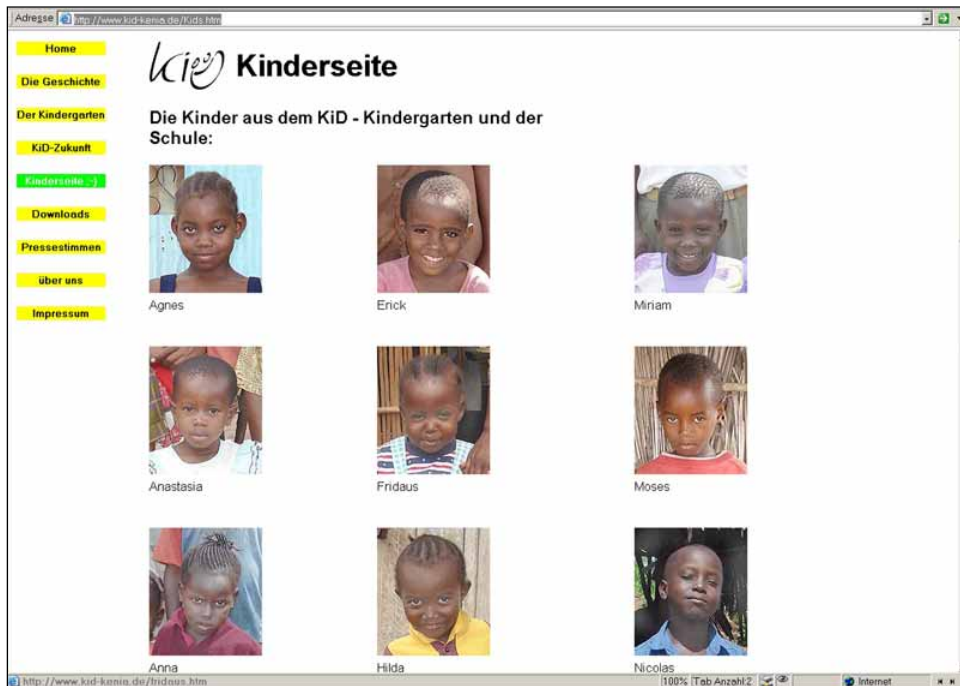 Adresse http://www.kid-kenia.de/Kids.htm
Home
Die Geschichte
Der Kindergarten
KiD-Zukunft
Kinderseite :-)
Downloads
Pressestimmen
über uns
Impressum
Kinderseite
Die Kinder aus dem KiD - Kindergarten und der
Schule:
Agnes Erick Miriam
Anastasia Fridaus Moses
Anna Hilda Nicolas
http://www.kid-kenia.de/fridaus.htm 100% Tab Anzahl:2 Internet